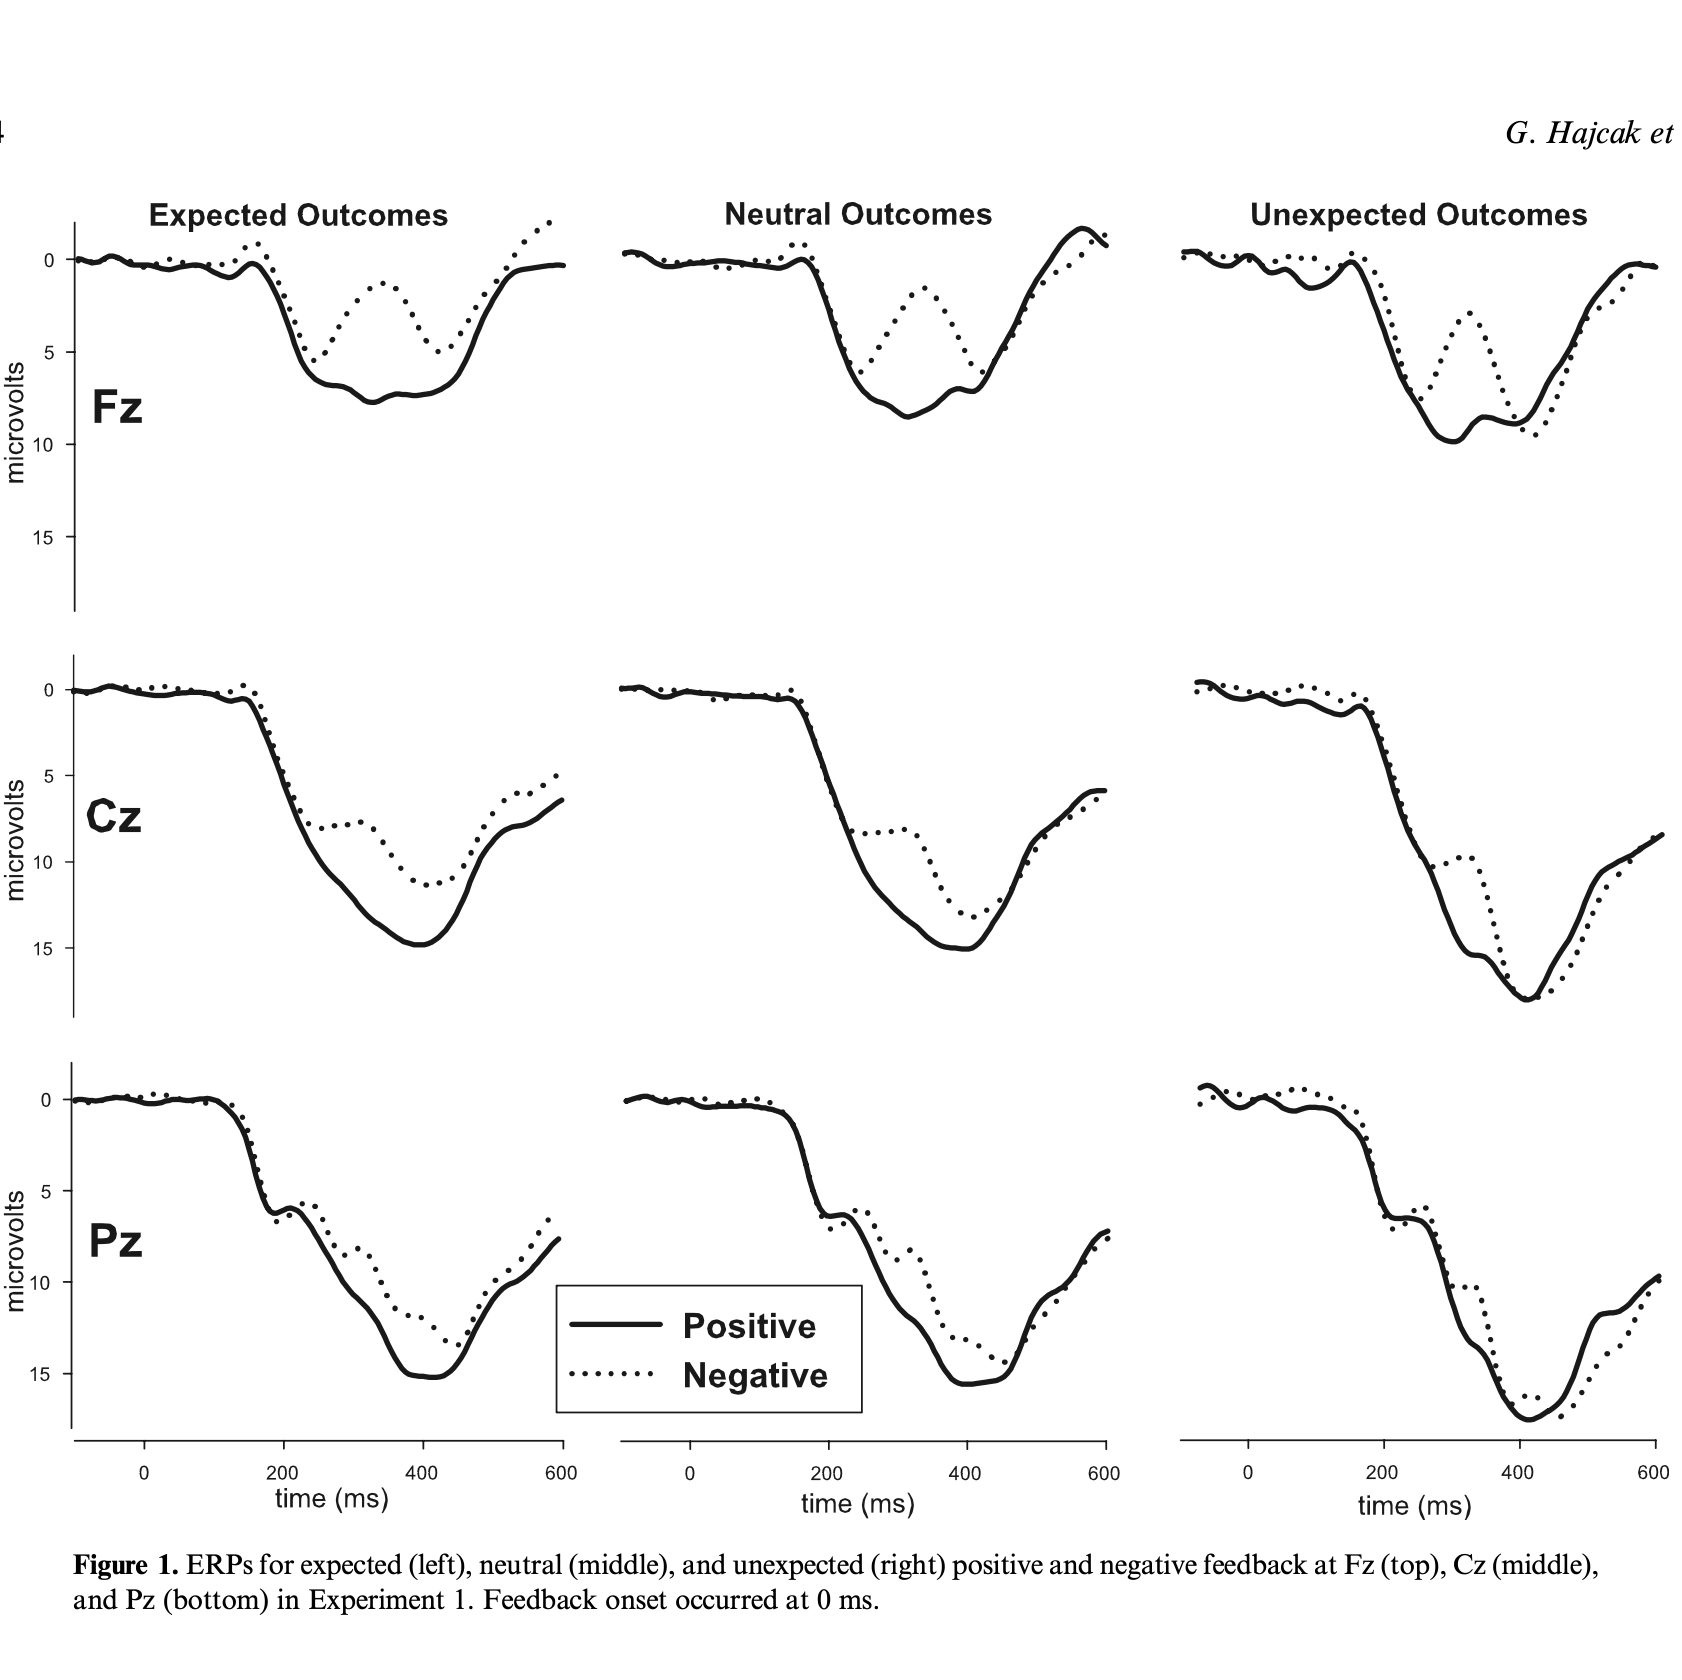 4
G. Hajcak et
Expected Outcomes
Neutral Outcomes
Unexpected Outcomes
0
5
10
15
microvolts
Fz
0
5
10
15
microvolts
Cz
0
5
10
15
microvolts
Pz
Positive
Negative
0 200 400 600
time (ms)
0 200 400 600
time (ms)
0 200 400 600
time (ms)
Figure 1. ERPs for expected (left), neutral (middle), and unexpected (right) positive and negative feedback at Fz (top), Cz (middle),
and Pz (bottom) in Experiment 1. Feedback onset occurred at 0 ms.